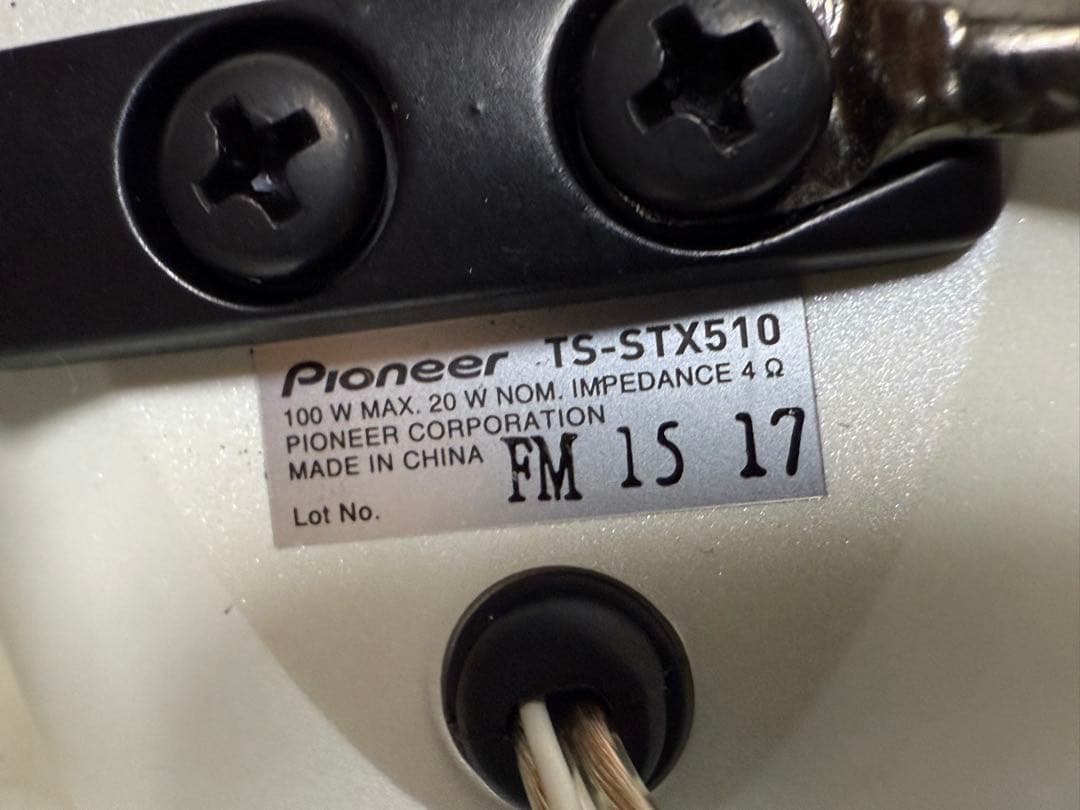 Pioneer TS-STX510
100 W MAX. 20 W NOM. IMPEDANCE 4 Ω
PIONEER CORPORATION
MADE IN CHINA FM 15 17
Lot No.